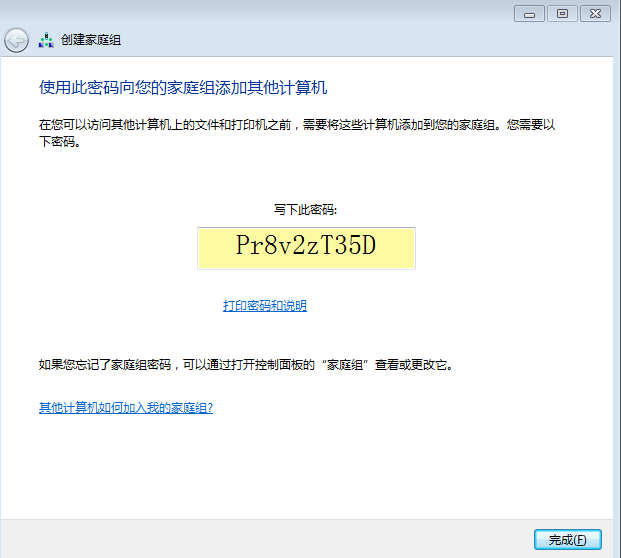 创建家庭组
使用此密码向您的家庭组添加其他计算机
在您可以访问其他计算机上的文件和打印机之前，需要将这些计算机添加到您的家庭组。您需要以
下密码。
写下此密码:
Pr8v2zT35D
打印密码和说明
如果您忘记了家庭组密码，可以通过打开控制面板的“家庭组”查看或更改它。
其他计算机如何加入我的家庭组?
完成(F)